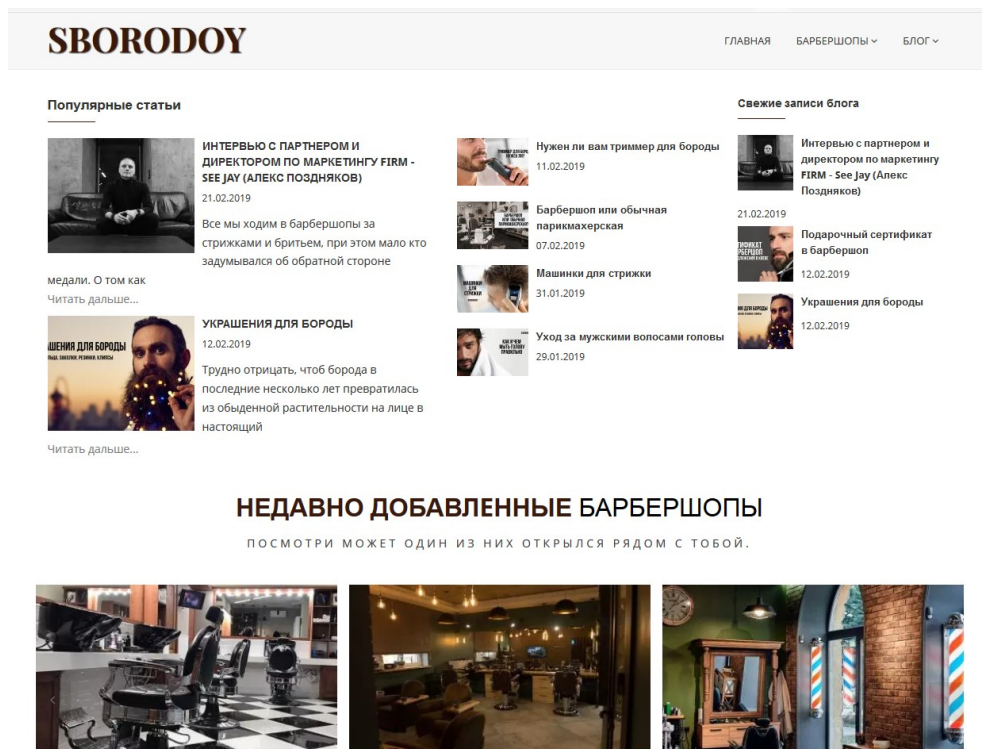 SBORODOY
ГЛАВНАЯ
БАРБЕРШОПЫ
БЛОГ
Популярные статьи
ИНТЕРВЬЮ С ПАРТНЕРОМ И
ДИРЕКТОРОМ ПО МАРКЕТИНГУ FIRM -
SEE JAY (АЛЕКС ПОЗДНЯКОВ)
21.02.2019
Все мы ходим в барбершопы за
стрижками и бритьем, при этом мало кто
задумывался об обратной стороне
медали. О том как
Читать дальше...
ШЕНИЯ ДЛЯ БОРОДЫ
УКРАШЕНИЯ ДЛЯ БОРОДЫ
12.02.2019
Трудно отрицать, чтоб борода в
последние несколько лет превратилась
из обыденной растительности на лице в
настоящий
Читать дальше...
Нужен ли вам триммер для бороды
11.02.2019
Барбершоп или обычная
парикмахерская
07.02.2019
МАШИНКИ
ДЛЯ
СТРИЖКИ
Машинки для стрижки
31.01.2019
Уход за мужскими волосами головы
29.01.2019
Свежие записи блога
Интервью с партнером и
директором по маркетингу
FIRM - See Jay (Алекс
Поздняков)
21.02.2019
Подарочный сертификат
в барбершоп
12.02.2019
Украшения для бороды
12.02.2019
НЕДАВНО ДОБАВЛЕННЫЕ БАРБЕРШОПЫ
ПОСМОТРИ МОЖЕТ ОДИН ИЗ НИХ ОТКРЫЛСЯ РЯДОМ С ТОБОЙ.